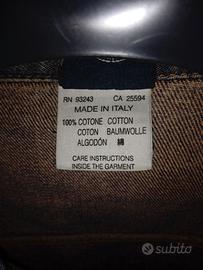 RN 93243 CA 25594
MADE IN ITALY
100% COTONE COTTON
COTON BAUMWOLLE
ALGODÓN 綿
CARE INSTRUCTIONS
INSIDE THE GARMENT
subito